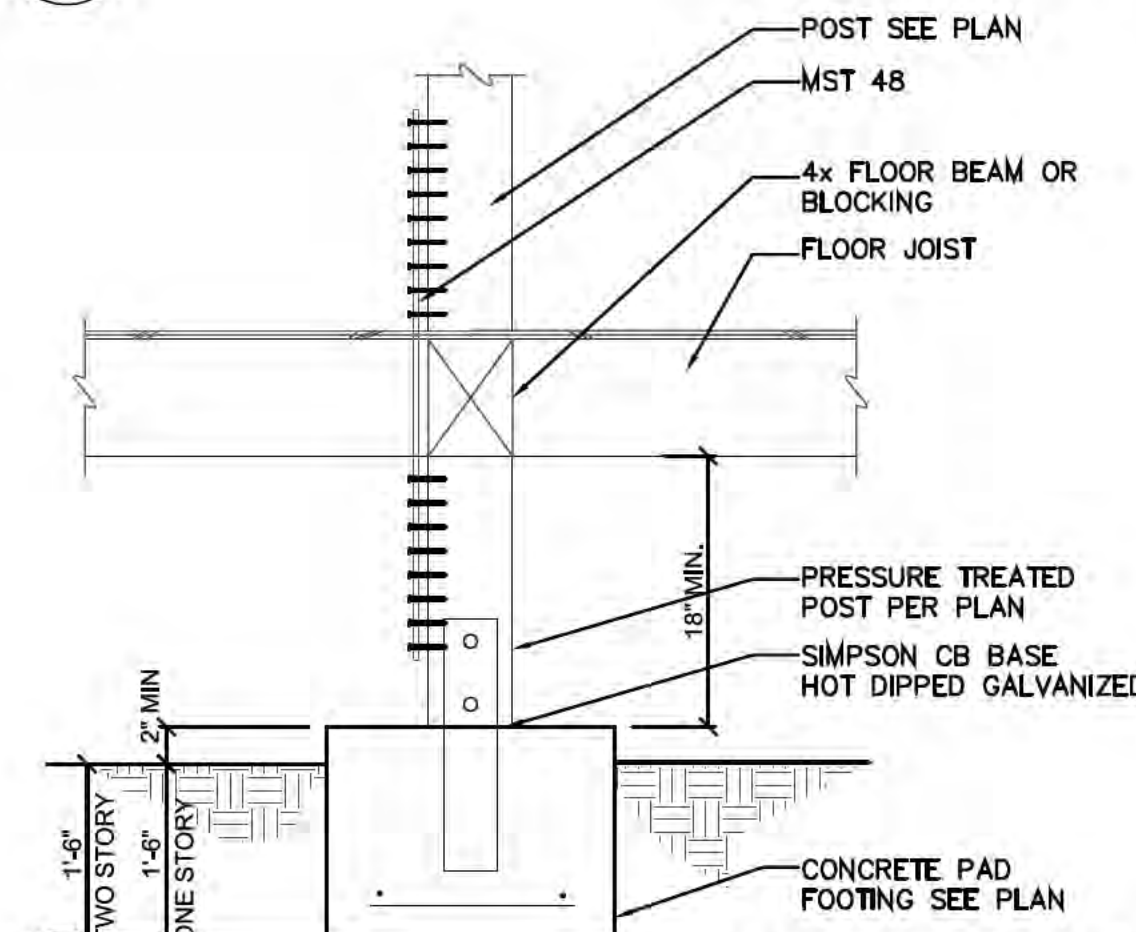 POST SEE PLAN
MST 48
4x FLOOR BEAM OR
BLOCKING
FLOOR JOIST
18" MIN.
PRESSURE TREATED
POST PER PLAN
SIMPSON CB BASE
HOT DIPPED GALVANIZED
2" MIN
1'-6"
TWO STORY
1'-6"
ONE STORY
CONCRETE PAD
FOOTING SEE PLAN